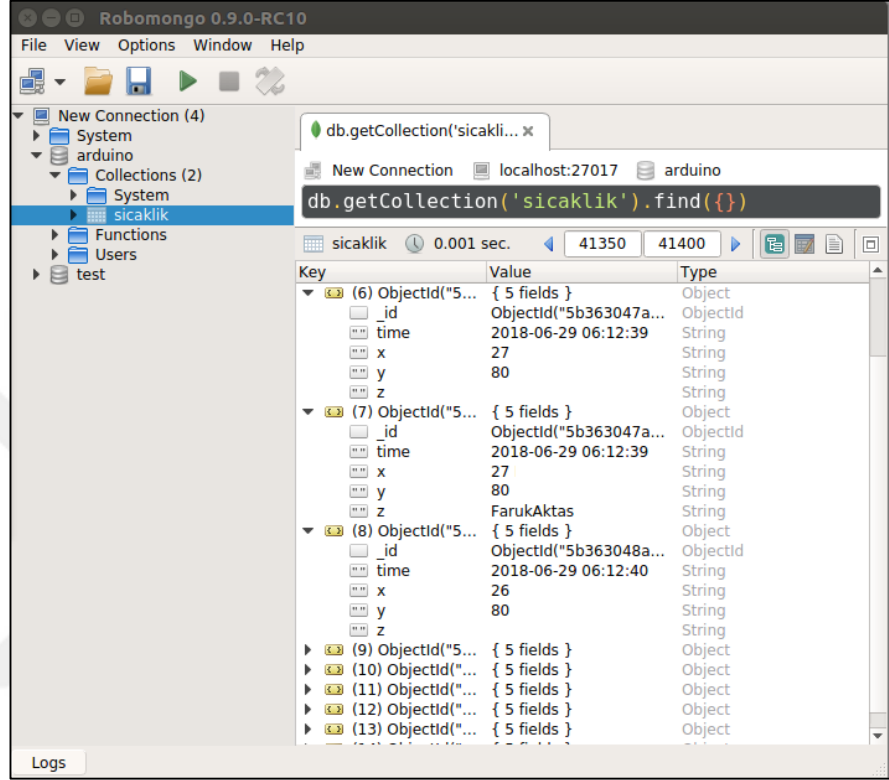 Robomongo 0.9.0-RC10
File View Options Window Help
New Connection (4)
System
arduino
Collections (2)
System
sicaklik
Functions
Users
test
db.getCollection('sicakli...
New Connection localhost:27017 arduino
db.getCollection('sicaklik').find({})
sicaklik 0.001 sec. 41350 41400
Key Value Type
(6) ObjectId("5... { 5 fields } Object
_id ObjectId("5b363047a... ObjectId
"" time 2018-06-29 06:12:39 String
"" x 27 String
"" y 80 String
"" z String
(7) ObjectId("5... { 5 fields } Object
_id ObjectId("5b363047a... ObjectId
"" time 2018-06-29 06:12:39 String
"" x 27 String
"" y 80 String
"" z FarukAktas String
(8) ObjectId("5... { 5 fields } Object
_id ObjectId("5b363048a... ObjectId
"" time 2018-06-29 06:12:40 String
"" x 26 String
"" y 80 String
"" z String
(9) ObjectId("5... { 5 fields } Object
(10) ObjectId("... { 5 fields } Object
(11) ObjectId("... { 5 fields } Object
(12) ObjectId("... { 5 fields } Object
(13) ObjectId("... { 5 fields } Object
Logs